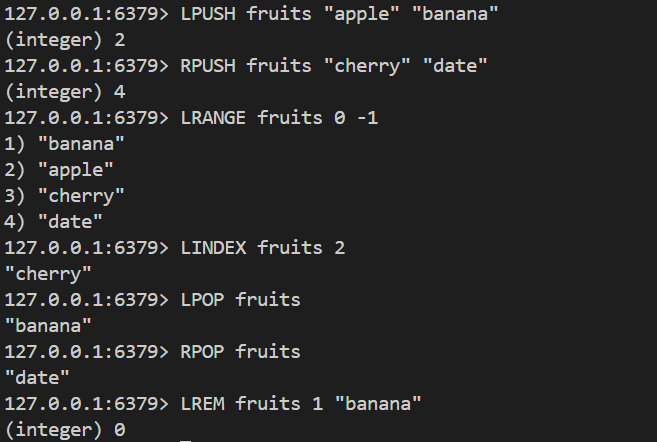 127.0.0.1:6379> LPUSH fruits "apple" "banana"
(integer) 2
127.0.0.1:6379> RPUSH fruits "cherry" "date"
(integer) 4
127.0.0.1:6379> LRANGE fruits 0 -1
1) "banana"
2) "apple"
3) "cherry"
4) "date"
127.0.0.1:6379> LINDEX fruits 2
"cherry"
127.0.0.1:6379> LPOP fruits
"banana"
127.0.0.1:6379> RPOP fruits
"date"
127.0.0.1:6379> LREM fruits 1 "banana"
(integer) 0